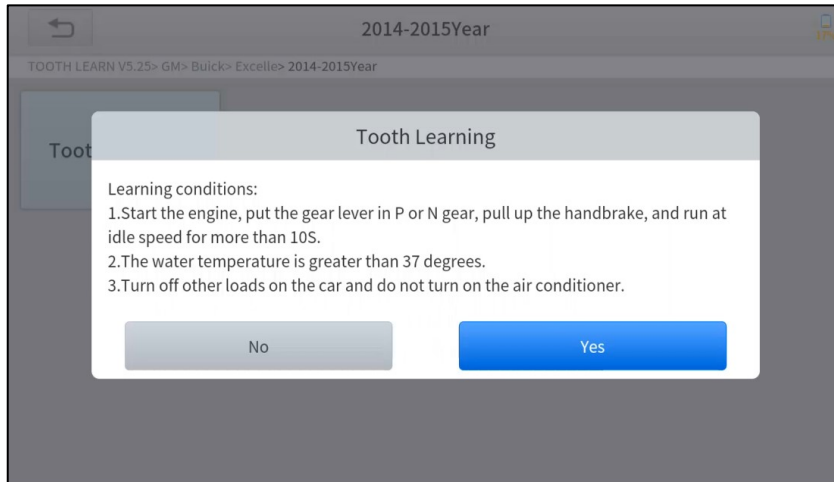 2014-2015Year
TOOTH LEARN V5.25> GM> Buick> Excelle> 2014-2015Year
Toot
Tooth Learning
Learning conditions:
1.Start the engine, put the gear lever in P or N gear, pull up the handbrake, and run at
idle speed for more than 10S.
2.The water temperature is greater than 37 degrees.
3.Turn off other loads on the car and do not turn on the air conditioner.
No
Yes